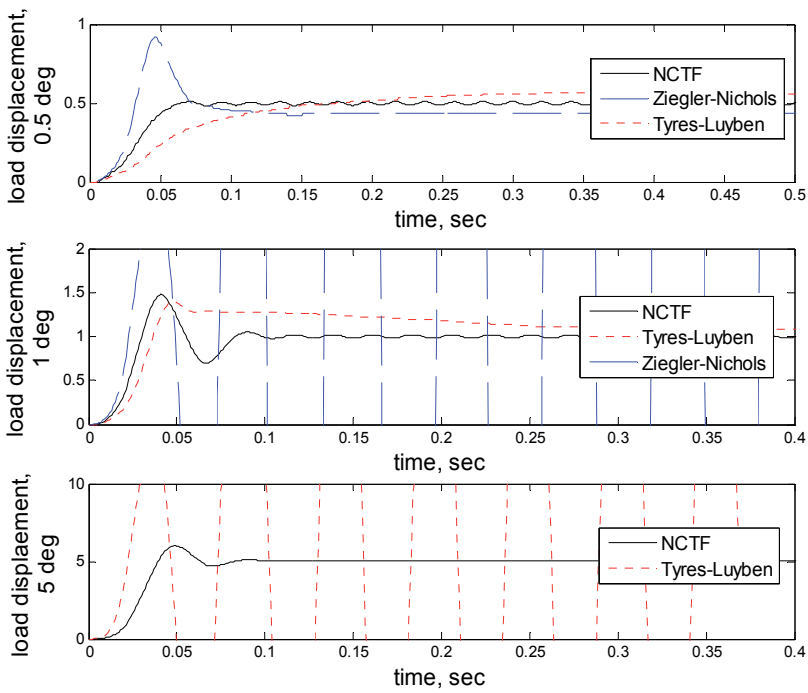 load displacement,
0.5 deg
1
0.5
0
NCTF
Ziegler-Nichols
Tyres-Luyben
0 0.05 0.1 0.15 0.2 0.25 0.3 0.35 0.4 0.45 0.5
time, sec
load displacement,
1 deg
2
1.5
1
0.5
0
NCTF
Tyres-Luyben
Ziegler-Nichols
0 0.05 0.1 0.15 0.2 0.25 0.3 0.35 0.4
time, sec
load displaement,
5 deg
10
5
0
NCTF
Tyres-Luyben
0 0.05 0.1 0.15 0.2 0.25 0.3 0.35 0.4
time, sec